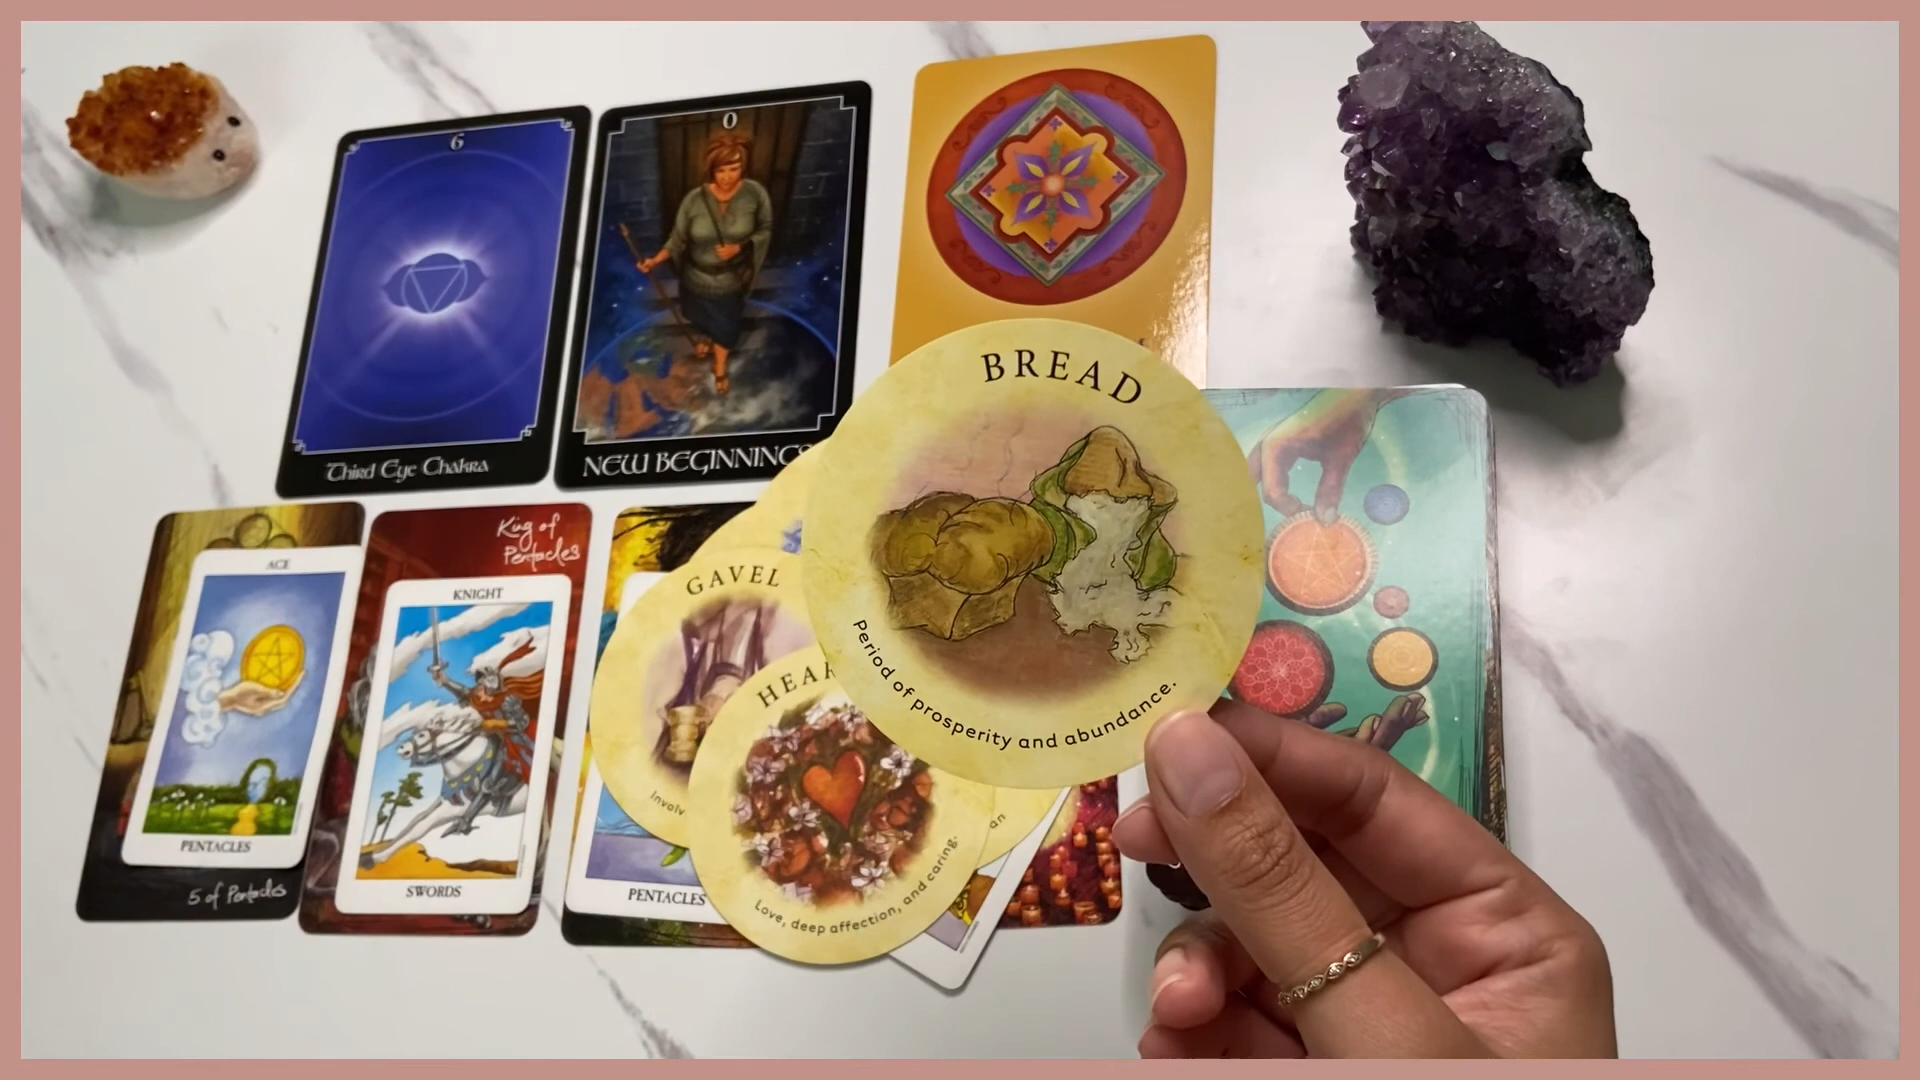 6
Third Eye Chakra
0
NEW BEGINNINGS
BREAD
Period of prosperity and abundance.
ACE
PENTACLES
5 of Pentacles
King of
Pentacles
KNIGHT
SWORDS
PENTACLES
GAVEL
HEAR
Love, deep affection, and caring.